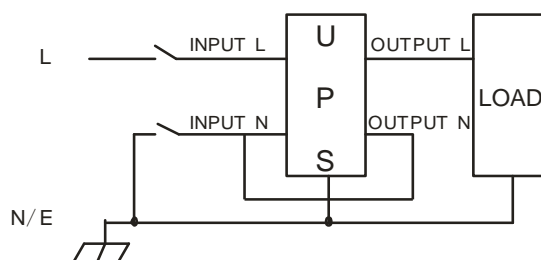 L
INPUT L
OUTPUT L
INPUT N
OUTPUT N
U
P
S
LOAD
N/E